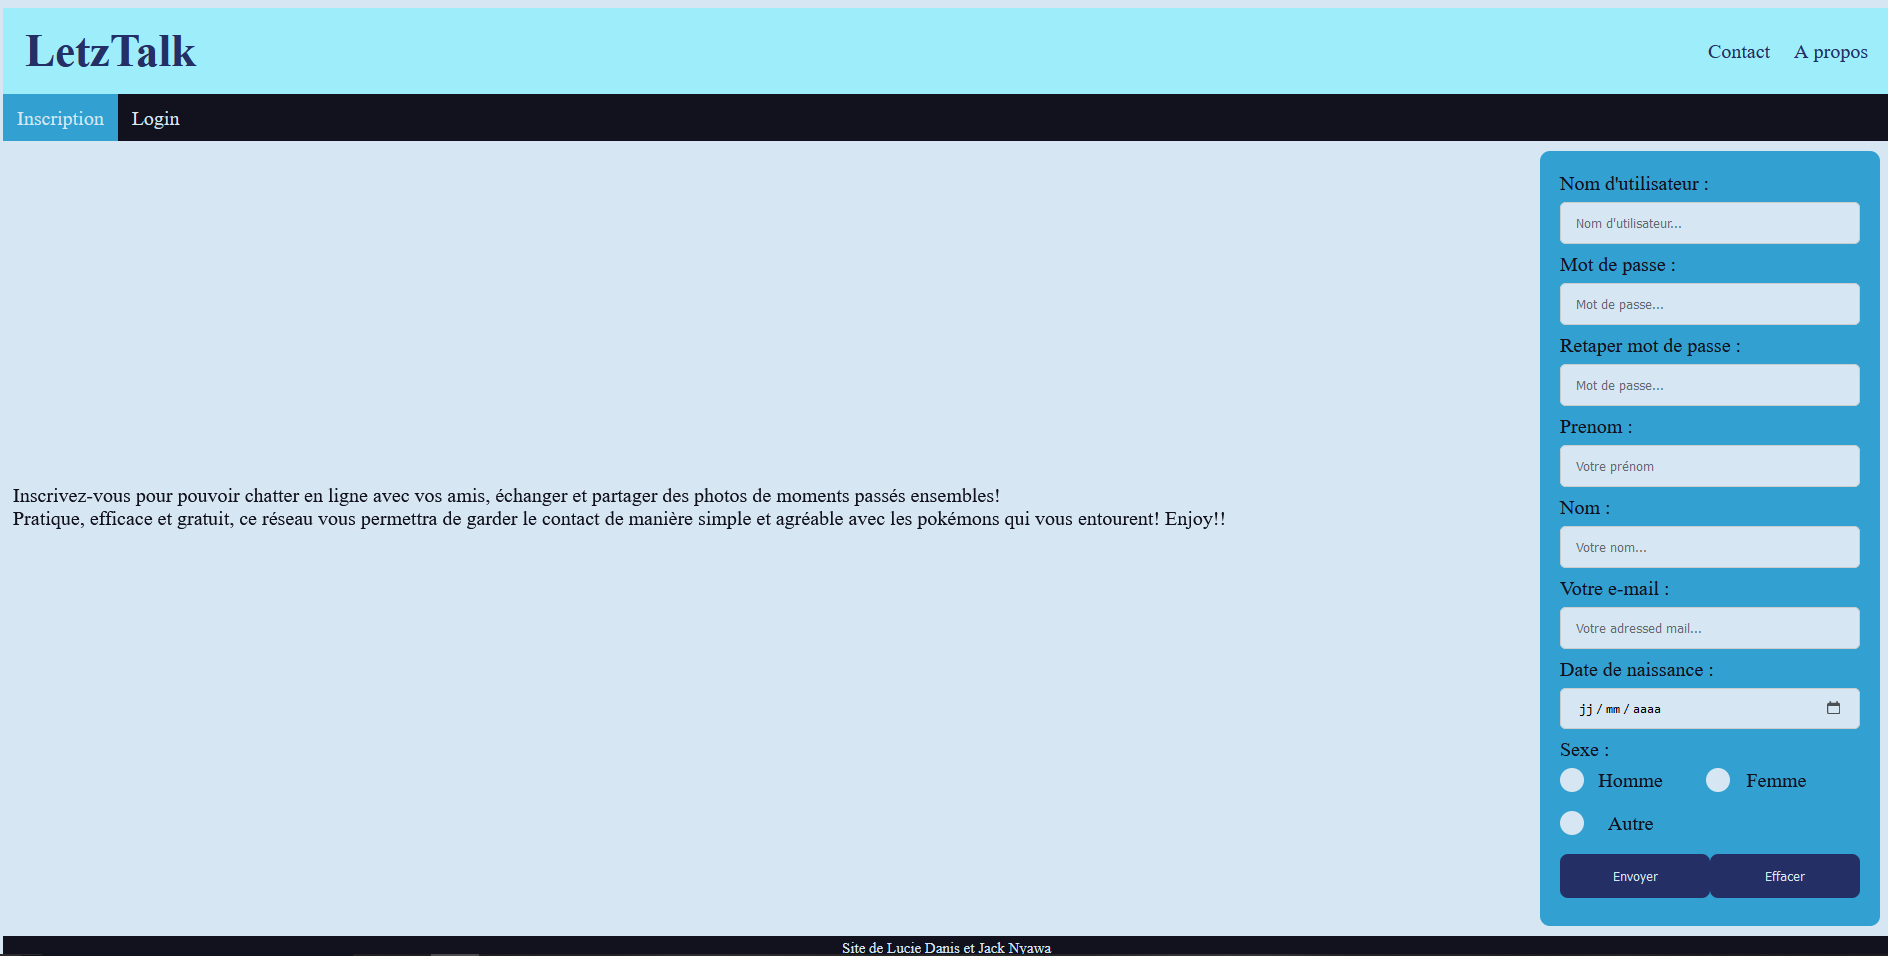 LetzTalk
Contact A propos
Inscription Login
Inscrivez-vous pour pouvoir chatter en ligne avec vos amis, échanger et partager des photos de moments passés ensembles!
Pratique, efficace et gratuit, ce réseau vous permettra de garder le contact de manière simple et agréable avec les pokémons qui vous entourent! Enjoy!!
Nom d'utilisateur :
Nom d'utilisateur...
Mot de passe :
Mot de passe...
Retaper mot de passe :
Mot de passe...
Prenom :
Votre prénom
Nom :
Votre nom...
Votre e-mail :
Votre adressed mail...
Date de naissance :
jj/mm/aaaa
Sexe :
Homme Femme
Autre
Envoyer Effacer
Site de Lucie Danis et Jack Nyawa